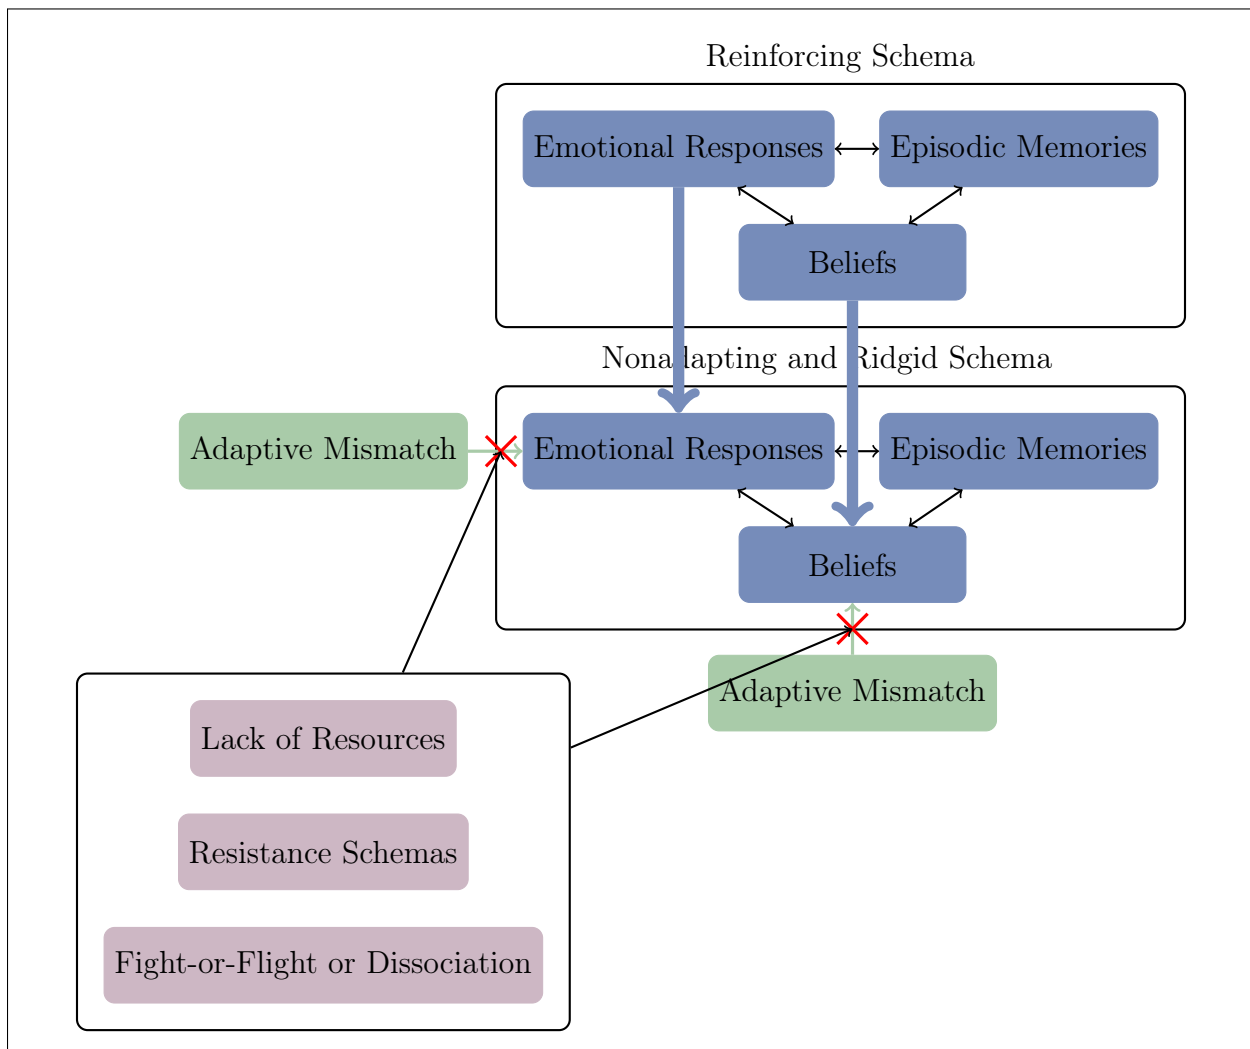 Reinforcing Schema
Emotional Responses
Episodic Memories
Beliefs
Nonadapting and Ridgid Schema
Adaptive Mismatch
Emotional Responses
Episodic Memories
Beliefs
Adaptive Mismatch
Lack of Resources
Resistance Schemas
Fight-or-Flight or Dissociation